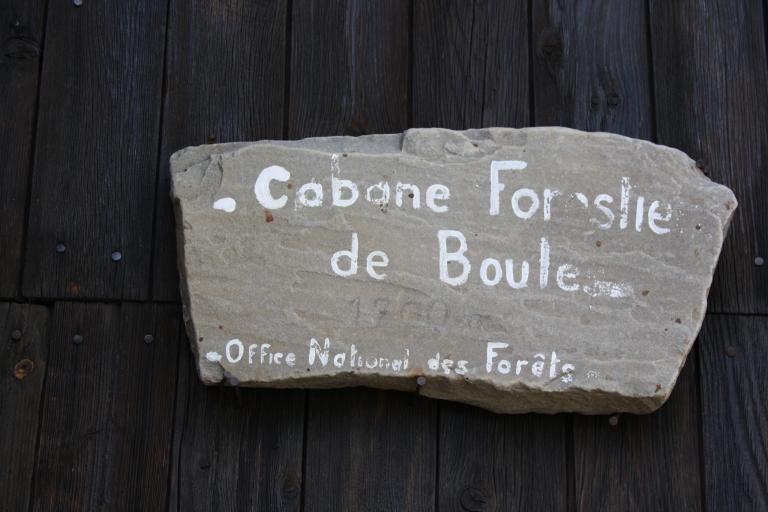 - Cabane Forestie
de Boule
- Office National des Forêts